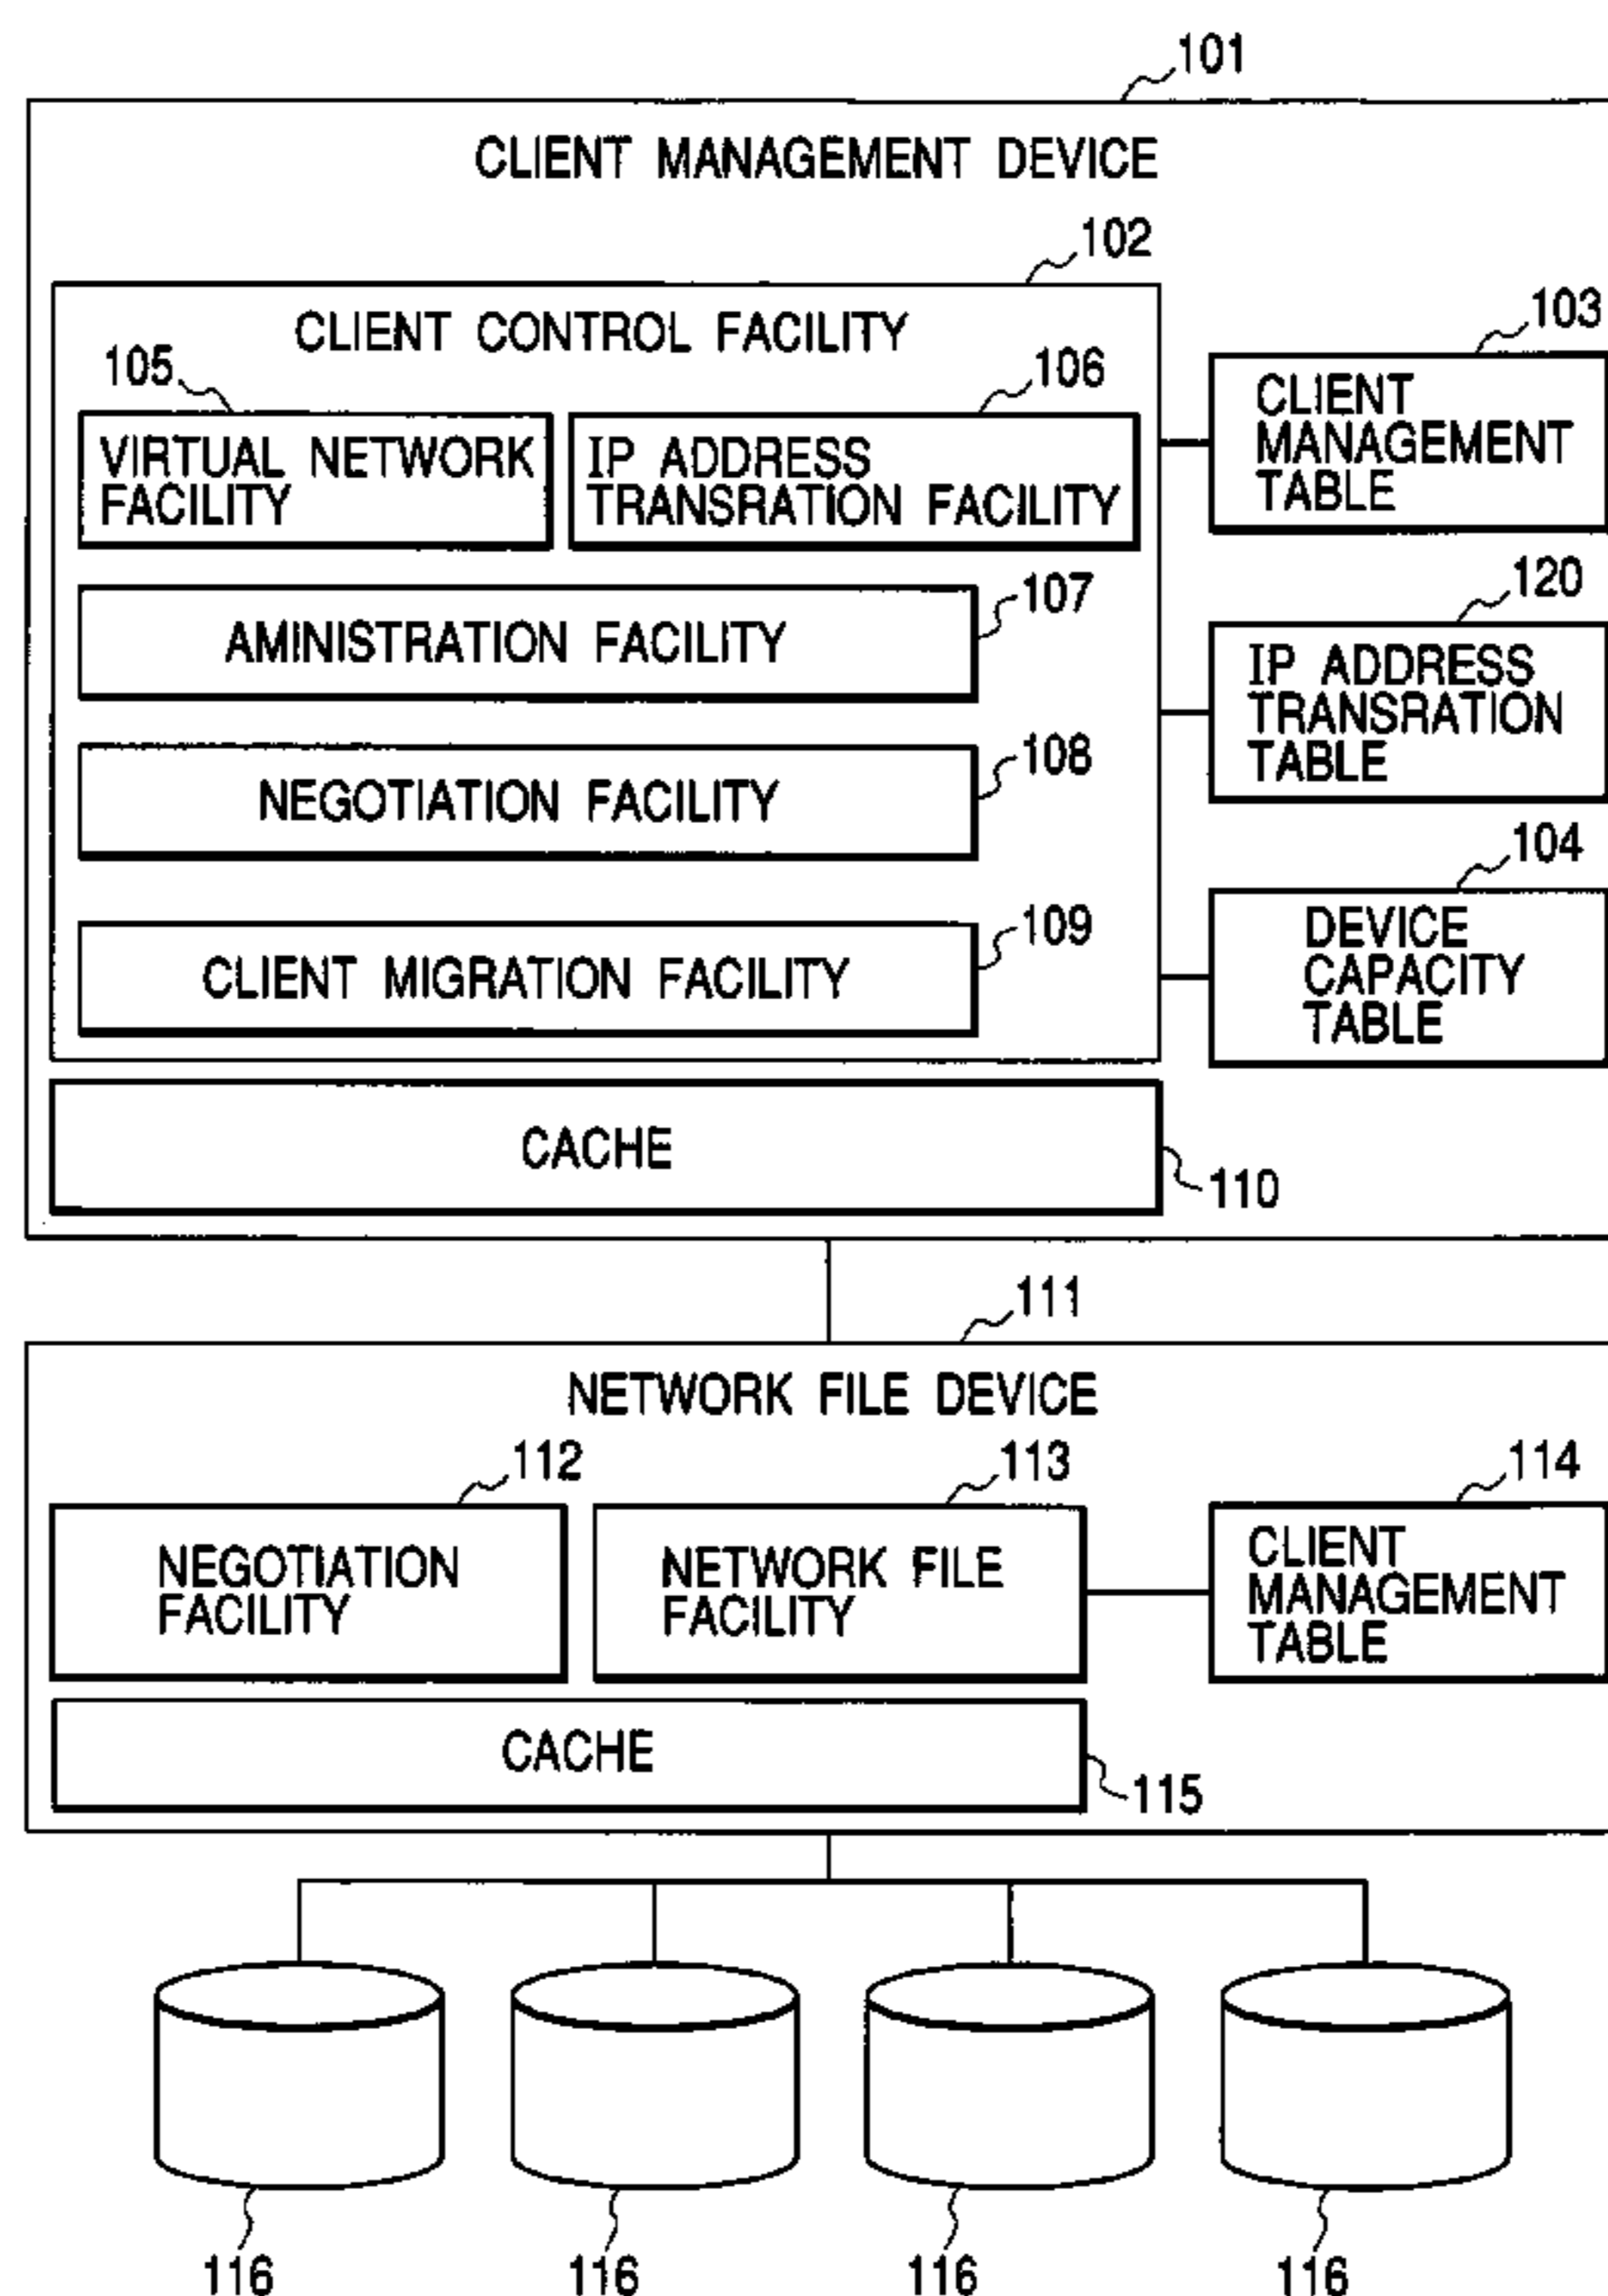 101
CLIENT MANAGEMENT DEVICE
102
CLIENT CONTROL FACILITY
103
105
106
CLIENT
MANAGEMENT
TABLE
VIRTUAL NETWORK
FACILITY
IP ADDRESS
TRANSRATION FACILITY
107
AMINISTRATION FACILITY
120
IP ADDRESS
TRANSRATION
TABLE
108
NEGOTIATION FACILITY
104
DEVICE
CAPACITY
TABLE
109
CLIENT MIGRATION FACILITY
CACHE
110
111
NETWORK FILE DEVICE
112
113
114
NEGOTIATION
FACILITY
NETWORK FILE
FACILITY
CLIENT
MANAGEMENT
TABLE
CACHE
115
116
116
116
116